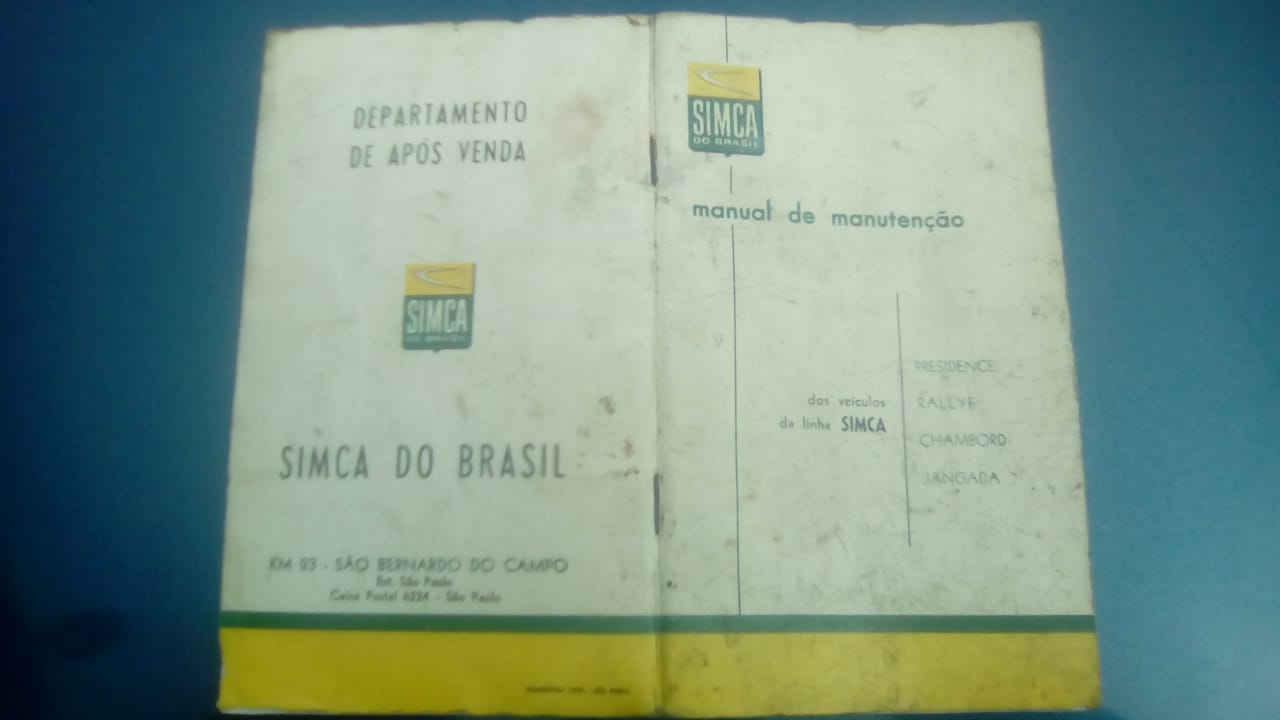 DEPARTAMENTO
DE APÓS VENDA
SIMCA
SIMCA DO BRASIL
KM 23 - SÃO BERNARDO DO CAMPO
Est. São Paulo
Caixa Postal 6224 - São Paulo
SIMCA
DO BRASIL
manual de manutenção
dos veículos
da linha SIMCA
PRESIDENCE
RALLYE
CHAMBORD
JANGADA